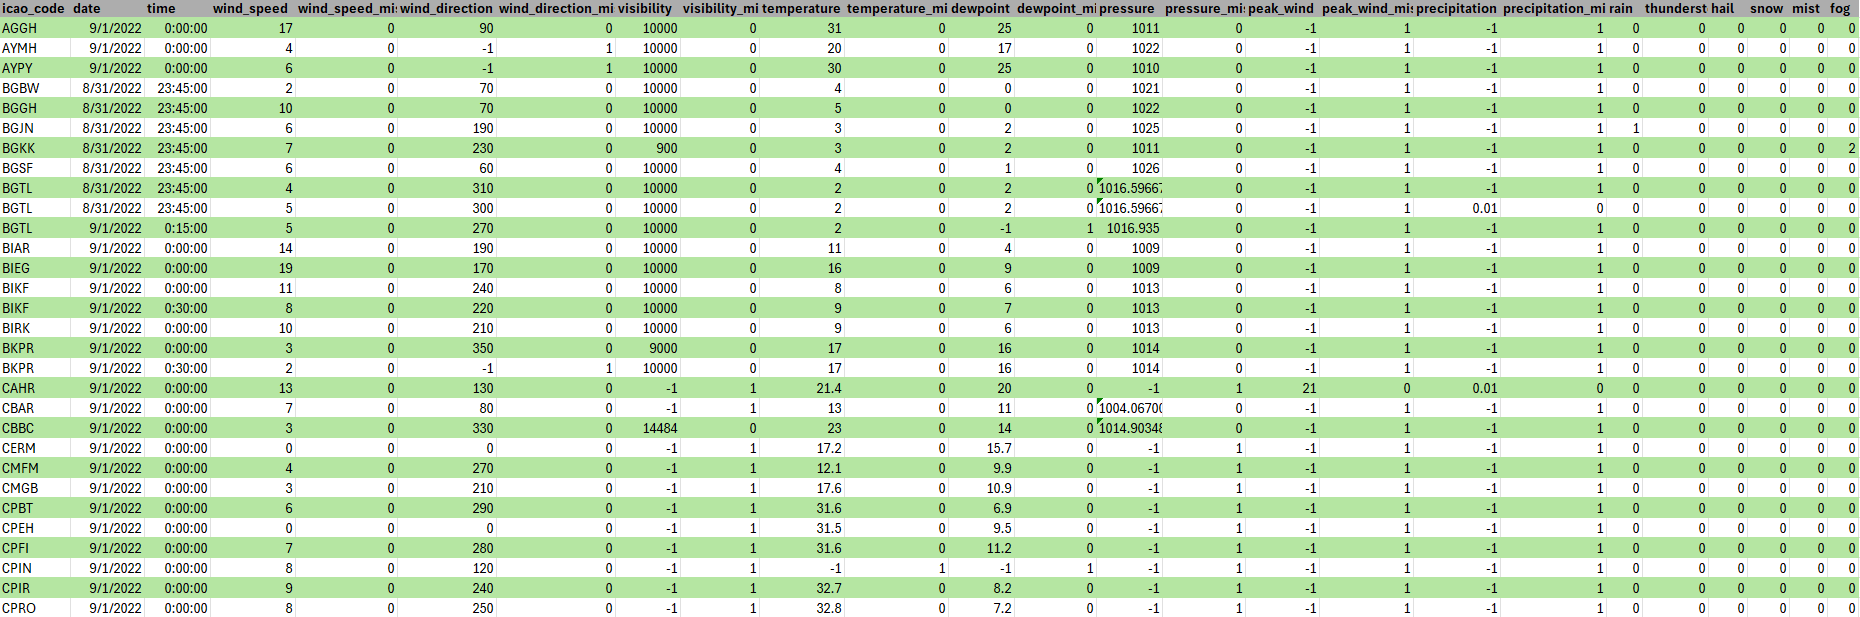 icao_code date time wind_speed wind_speed_mi: wind_direction wind_direction_mi visibility visibility_mi temperature temperature_mi dewpoint dewpoint_mi pressure pressure_mis peak_wind peak_wind_mis precipitation precipitation_mi rain thunderst hail snow mist fog
AGGH 9/1/2022 0:00:00 17 0 90 0 10000 0 31 0 25 0 1011 0 -1 1 -1 1 0 0 0 0 0 0
AYMH 9/1/2022 0:00:00 4 0 -1 1 10000 0 20 0 17 0 1022 0 -1 1 -1 1 0 0 0 0 0 0
AYPY 9/1/2022 0:00:00 6 0 -1 1 10000 0 30 0 25 0 1010 0 -1 1 -1 1 0 0 0 0 0 0
BGBW 8/31/2022 23:45:00 2 0 70 0 10000 0 4 0 0 0 1021 0 -1 1 -1 1 0 0 0 0 0 0
BGGH 8/31/2022 23:45:00 10 0 70 0 10000 0 5 0 0 0 1022 0 -1 1 -1 1 0 0 0 0 0 0
BGJN 8/31/2022 23:45:00 6 0 190 0 10000 0 3 0 2 0 1025 0 -1 1 -1 1 1 0 0 0 0 0
BGKK 8/31/2022 23:45:00 7 0 230 0 900 0 3 0 2 0 1011 0 -1 1 -1 1 0 0 0 0 0 2
BGSF 8/31/2022 23:45:00 6 0 60 0 10000 0 4 0 1 0 1026 0 -1 1 -1 1 0 0 0 0 0 0
BGTL 8/31/2022 23:45:00 4 0 310 0 10000 0 2 0 2 0 1016.59667 0 -1 1 -1 1 0 0 0 0 0 0
BGTL 8/31/2022 23:45:00 5 0 300 0 10000 0 2 0 2 0 1016.59667 0 -1 1 0.01 0 0 0 0 0 0 0
BGTL 9/1/2022 0:15:00 5 0 270 0 10000 0 2 0 -1 1 1016.935 0 -1 1 -1 1 0 0 0 0 0 0
BIAR 9/1/2022 0:00:00 14 0 190 0 10000 0 11 0 4 0 1009 0 -1 1 -1 1 0 0 0 0 0 0
BIEG 9/1/2022 0:00:00 19 0 170 0 10000 0 16 0 9 0 1009 0 -1 1 -1 1 0 0 0 0 0 0
BIKF 9/1/2022 0:00:00 11 0 240 0 10000 0 8 0 6 0 1013 0 -1 1 -1 1 0 0 0 0 0 0
BIKF 9/1/2022 0:30:00 8 0 220 0 10000 0 9 0 7 0 1013 0 -1 1 -1 1 0 0 0 0 0 0
BIRK 9/1/2022 0:00:00 10 0 210 0 10000 0 9 0 6 0 1013 0 -1 1 -1 1 0 0 0 0 0 0
BKPR 9/1/2022 0:00:00 3 0 350 0 9000 0 17 0 16 0 1014 0 -1 1 -1 1 0 0 0 0 0 0
BKPR 9/1/2022 0:30:00 2 0 -1 1 10000 0 17 0 16 0 1014 0 -1 1 -1 1 0 0 0 0 0 0
CAHR 9/1/2022 0:00:00 13 0 130 0 -1 1 21.4 0 20 0 -1 1 21 0 0.01 0 0 0 0 0 0 0
CBAR 9/1/2022 0:00:00 7 0 80 0 -1 1 13 0 11 0 1004.06700 0 -1 1 -1 1 0 0 0 0 0 0
CBBC 9/1/2022 0:00:00 3 0 330 0 14484 0 23 0 14 0 1014.90348 0 -1 1 -1 1 0 0 0 0 0 0
CERM 9/1/2022 0:00:00 0 0 0 0 -1 1 17.2 0 15.7 0 -1 1 -1 1 -1 1 0 0 0 0 0 0
CMFM 9/1/2022 0:00:00 4 0 270 0 -1 1 12.1 0 9.9 0 -1 1 -1 1 -1 1 0 0 0 0 0 0
CMGB 9/1/2022 0:00:00 3 0 210 0 -1 1 17.6 0 10.9 0 -1 1 -1 1 -1 1 0 0 0 0 0 0
CPBT 9/1/2022 0:00:00 6 0 290 0 -1 1 31.6 0 6.9 0 -1 1 -1 1 -1 1 0 0 0 0 0 0
CPEH 9/1/2022 0:00:00 0 0 0 0 -1 1 31.5 0 9.5 0 -1 1 -1 1 -1 1 0 0 0 0 0 0
CPFI 9/1/2022 0:00:00 7 0 280 0 -1 1 31.6 0 11.2 0 -1 1 -1 1 -1 1 0 0 0 0 0 0
CPIN 9/1/2022 0:00:00 8 0 120 0 -1 1 -1 1 -1 1 -1 1 -1 1 -1 1 0 0 0 0 0 0
CPIR 9/1/2022 0:00:00 9 0 240 0 -1 1 32.7 0 8.2 0 -1 1 -1 1 -1 1 0 0 0 0 0 0
CPRO 9/1/2022 0:00:00 8 0 250 0 -1 1 32.8 0 7.2 0 -1 1 -1 1 -1 1 0 0 0 0 0 0